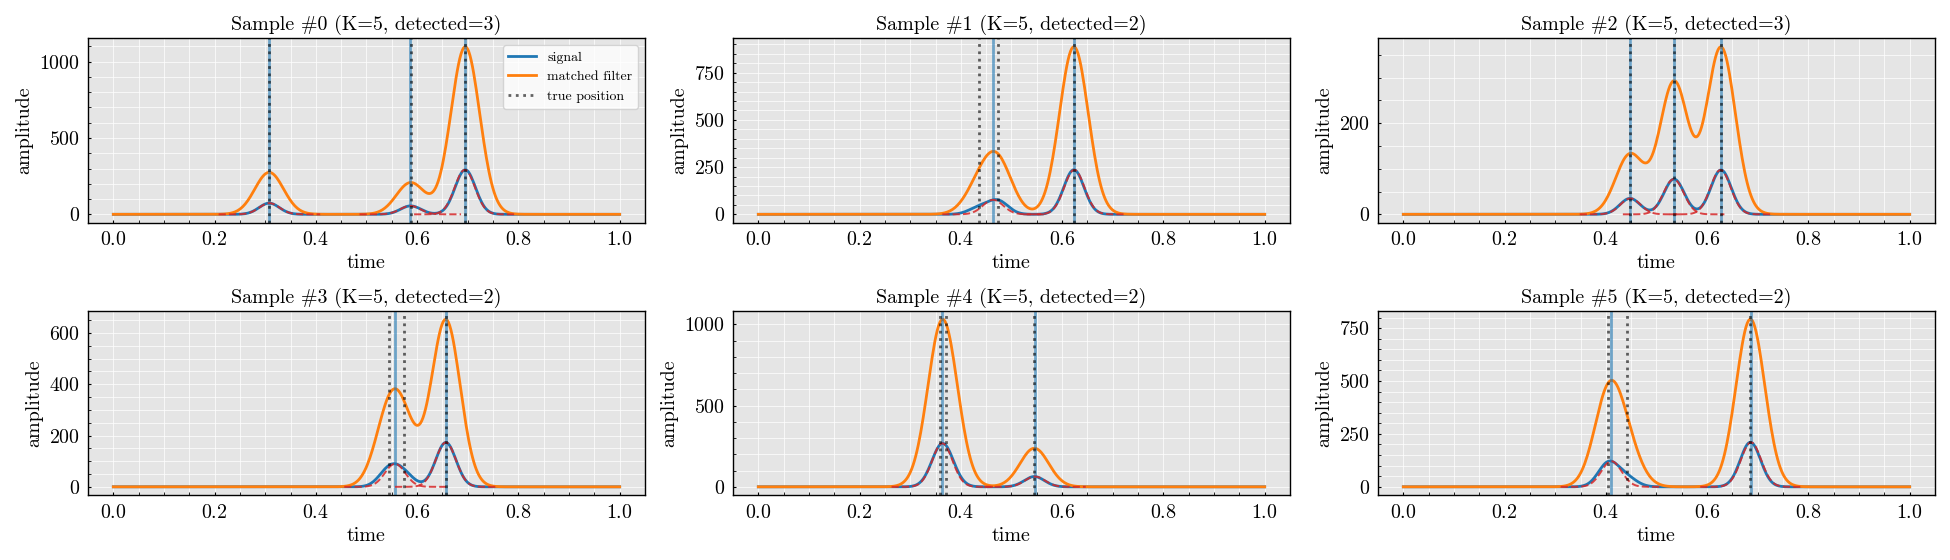 Sample #0 (K=5, detected=3)
1000
500
0
amplitude
signal
matched filter
true position
0.0 0.2 0.4 0.6 0.8 1.0
time
Sample #1 (K=5, detected=2)
750
500
250
0
amplitude
0.0 0.2 0.4 0.6 0.8 1.0
time
Sample #2 (K=5, detected=3)
200
0
amplitude
0.0 0.2 0.4 0.6 0.8 1.0
time
Sample #3 (K=5, detected=2)
600
400
200
0
amplitude
0.0 0.2 0.4 0.6 0.8 1.0
time
Sample #4 (K=5, detected=2)
1000
500
0
amplitude
0.0 0.2 0.4 0.6 0.8 1.0
time
Sample #5 (K=5, detected=2)
750
500
250
0
amplitude
0.0 0.2 0.4 0.6 0.8 1.0
time